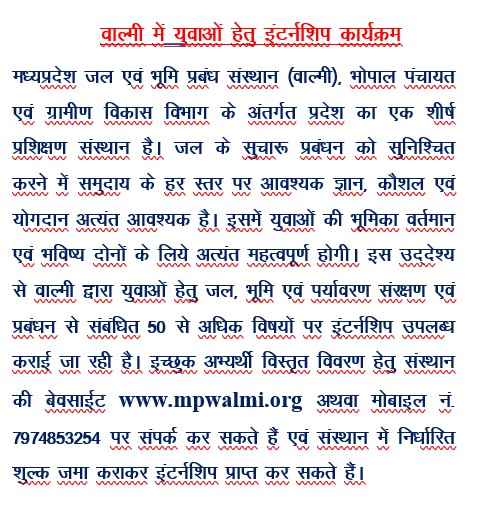 वाल्मी में युवाओं हेतु इंटर्नशिप कार्यक्रम
मध्यप्रदेश जल एवं भूमि प्रबंध संस्थान (वाल्मी), भोपाल पंचायत
एवं ग्रामीण विकास विभाग के अंतर्गत प्रदेश का एक शीर्ष
प्रशिक्षण संस्थान है। जल के सुचारू प्रबंधन को सुनिश्चित
करने में समुदाय के हर स्तर पर आवश्यक ज्ञान, कौशल एवं
योगदान अत्यंत आवश्यक है। इसमें युवाओं की भूमिका वर्तमान
एवं भविष्य दोनों के लिये अत्यंत महत्वपूर्ण होगी। इस उद्देश्य
से वाल्मी द्वारा युवाओं हेतु जल, भूमि एवं पर्यावरण संरक्षण एवं
प्रबंधन से संबंधित 50 से अधिक विषयों पर इंटर्नशिप उपलब्ध
कराई जा रही है। इच्छुक अभ्यर्थी विस्तृत विवरण हेतु संस्थान
की बेवसाईट www.mpwalmi.org अथवा मोबाइल नं.
7974853254 पर संपर्क कर सकते हैं एवं संस्थान में निर्धारित
शुल्क जमा कराकर इंटर्नशिप प्राप्त कर सकते हैं।